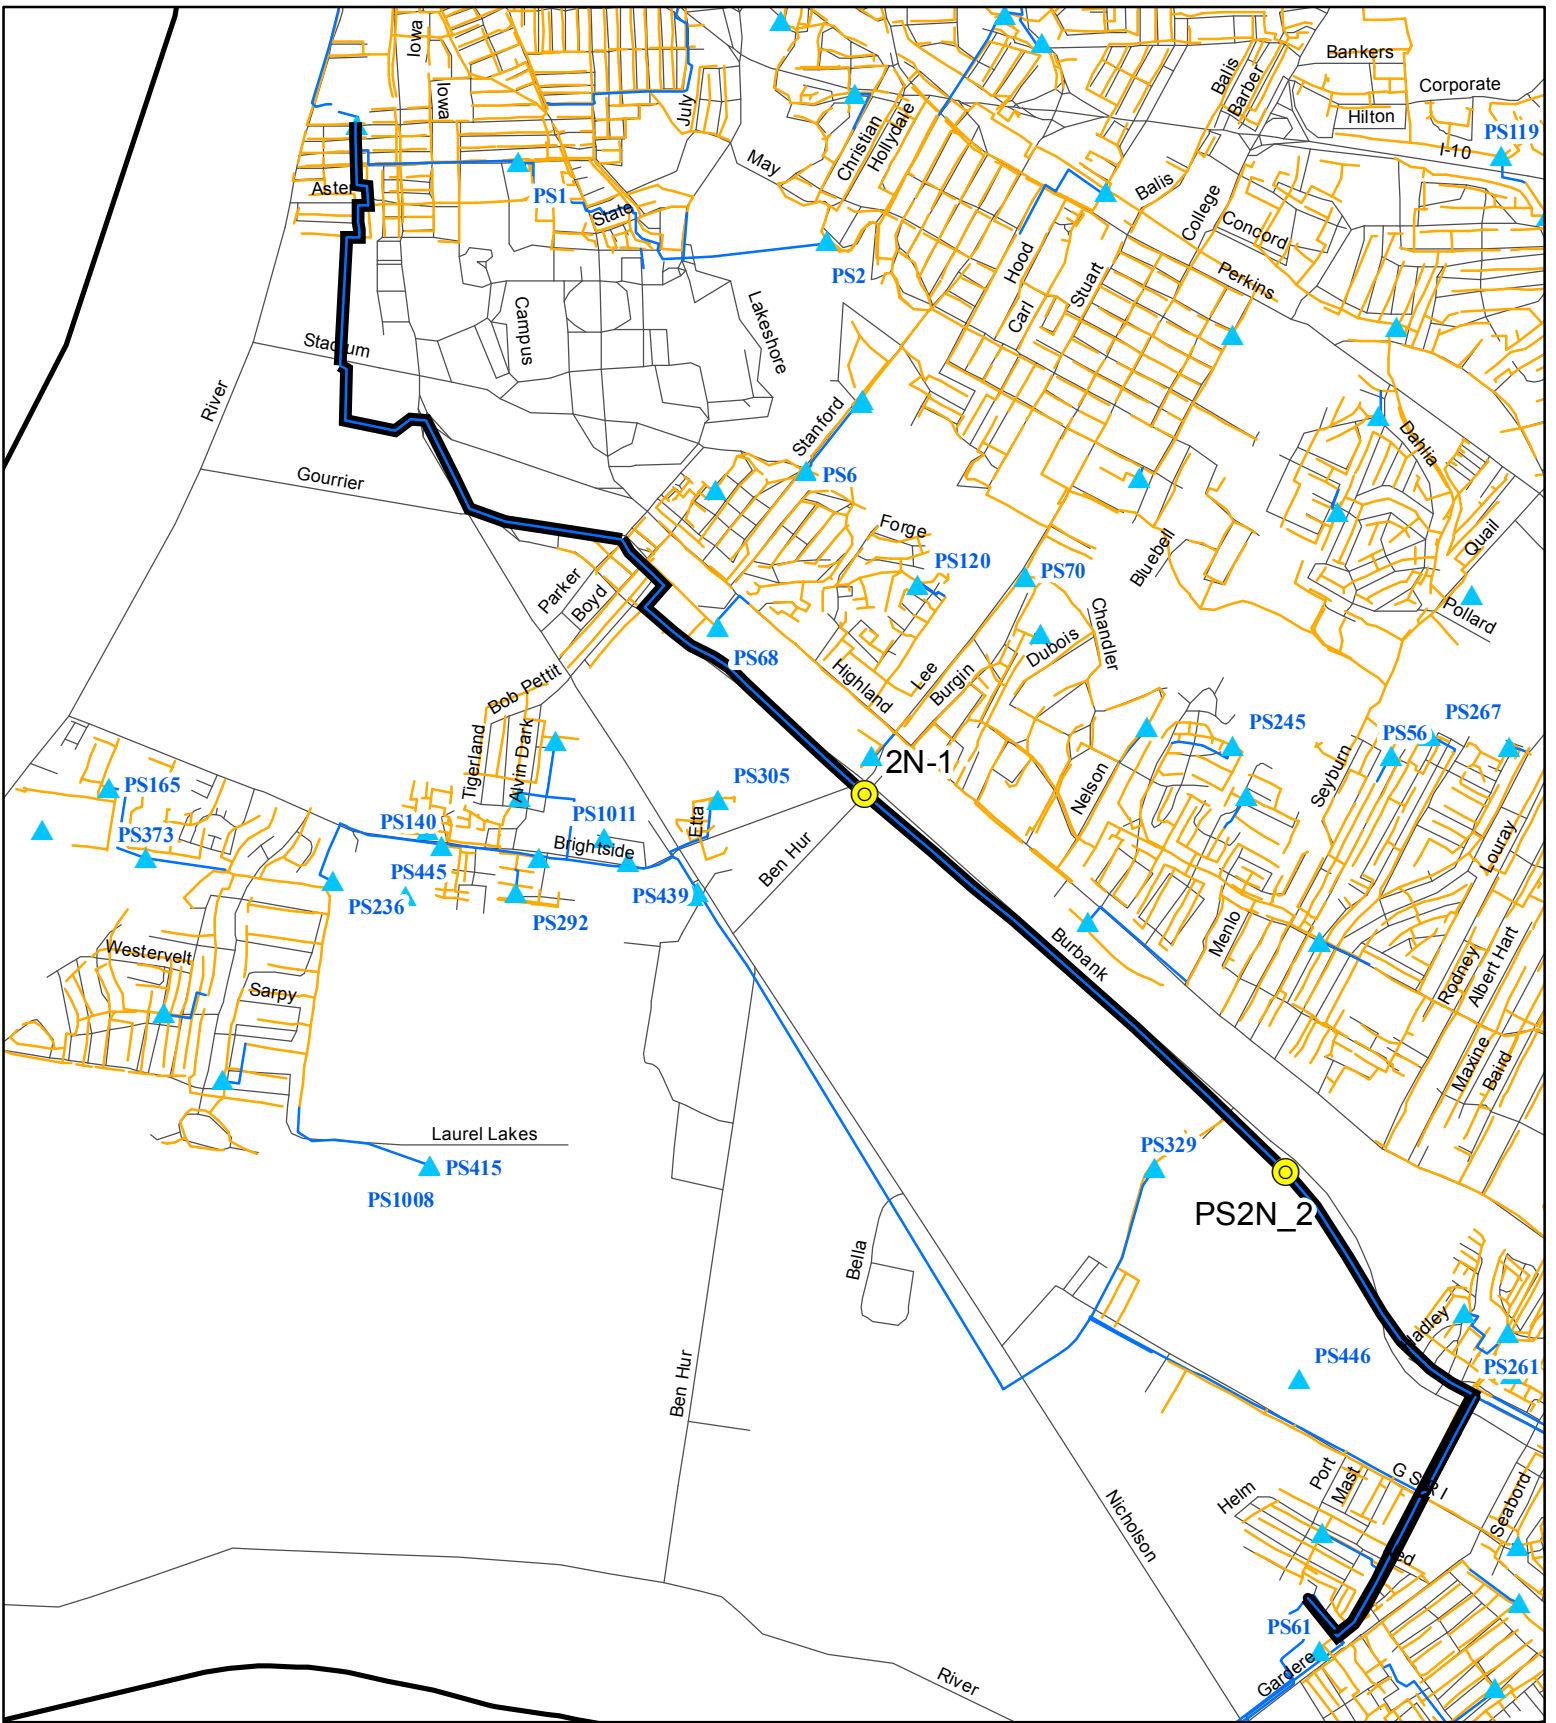 Iowa
Iowa
July
Balis
Barber
Bankers
Corporate
Hilton
PS119
I-10
Christian
Hollydale
May
Aster
PS1
State
PS2
Balis
College
Concord
Perkins
Hood
Carl
Stuart
Lakeshore
Campus
Stadium
River
Gourrier
Stanford
PS6
Dahlia
Quail
Forge
PS120
PS70
Bluebell
Pollard
Parker
Boyd
Chandler
Dubois
PS68
Highland
Lee
Burgin
Bob Pettit
Tigerland
Alvin Dark
PS245
PS56
PS267
Seyburn
2N-1
PS165
PS305
Nelson
PS373
PS140
PS1011
Etta
Brightside
Ben Hur
Louray
PS445
PS236
PS439
PS292
Menlo
Burbank
Rodney
Albert Hart
Westervelt
Sarpy
Maxine
Baird
Laurel Lakes
PS415
PS1008
PS329
PS2N_2
Bella
PS446
PS261
Ben Hur
Port
Mast
G S R I
Helm
Seabord
Nicholson
PS61
Gardere
River